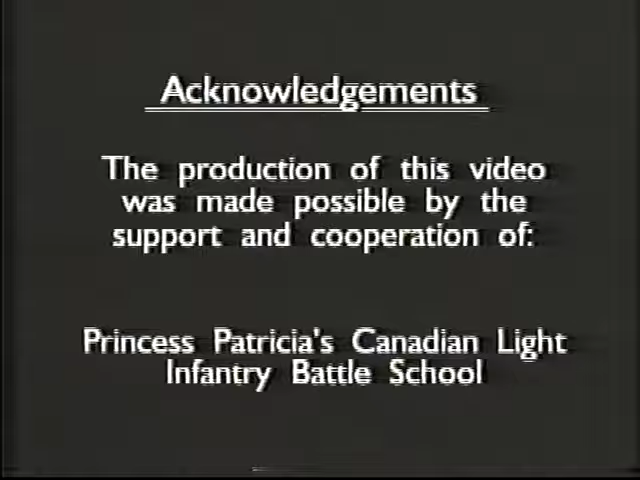 Acknowledgements
The production of this video
was made possible by the
support and cooperation of:
Princess Patricia's Canadian Light
Infantry Battle School